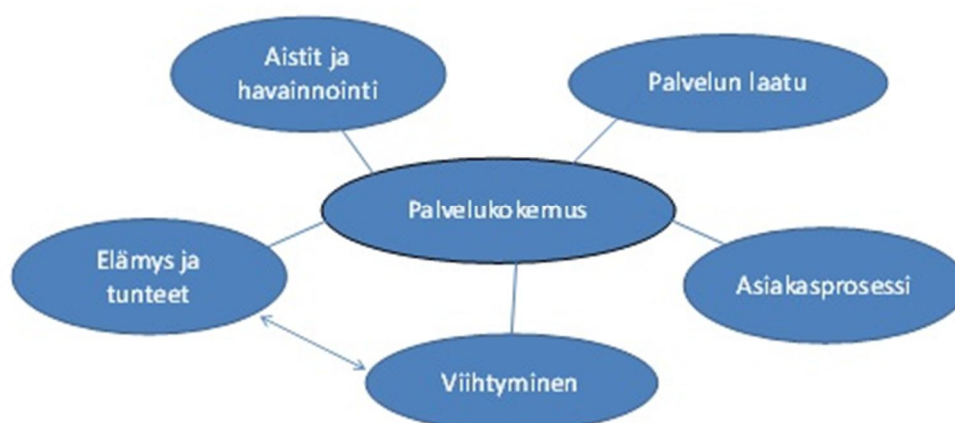 Aistit ja
havainnointi
Palvelun laatu
Palvelukokemus
Elämys ja
tunteet
Asiakasprosessi
Viihtyminen